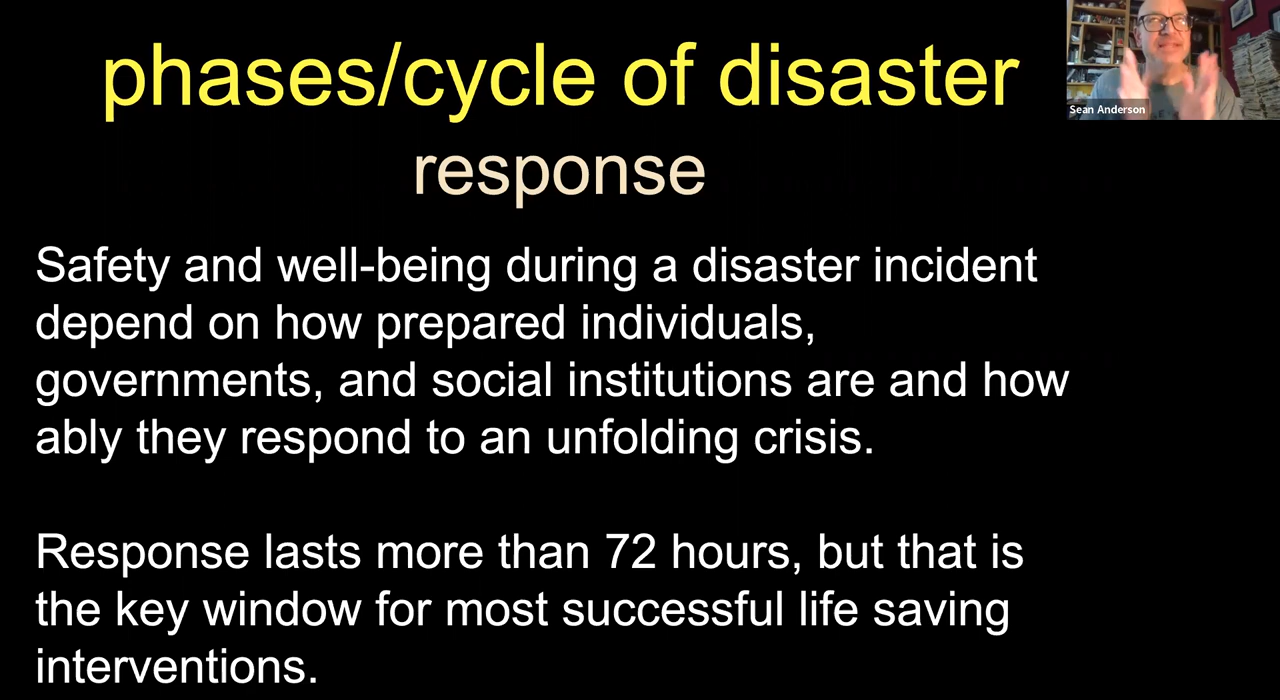 phases/cycle of disaster
response
Sean Anderson
Safety and well-being during a disaster incident
depend on how prepared individuals,
governments, and social institutions are and how
ably they respond to an unfolding crisis.
Response lasts more than 72 hours, but that is
the key window for most successful life saving
interventions.